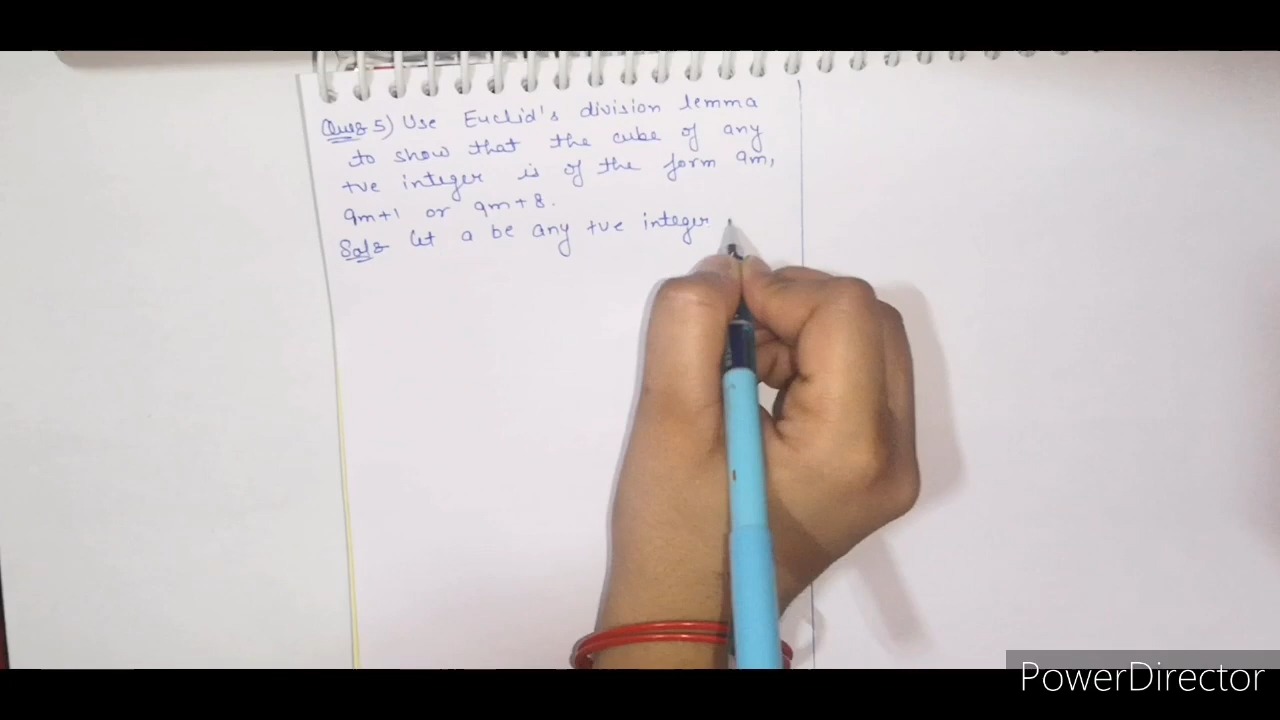 Ques 5) Use Euclid's division lemma
to show that the cube of any
+ve integer is of the form 9m,
9m+1 or 9m+8.
Sol: let a be any +ve integer
PowerDirector